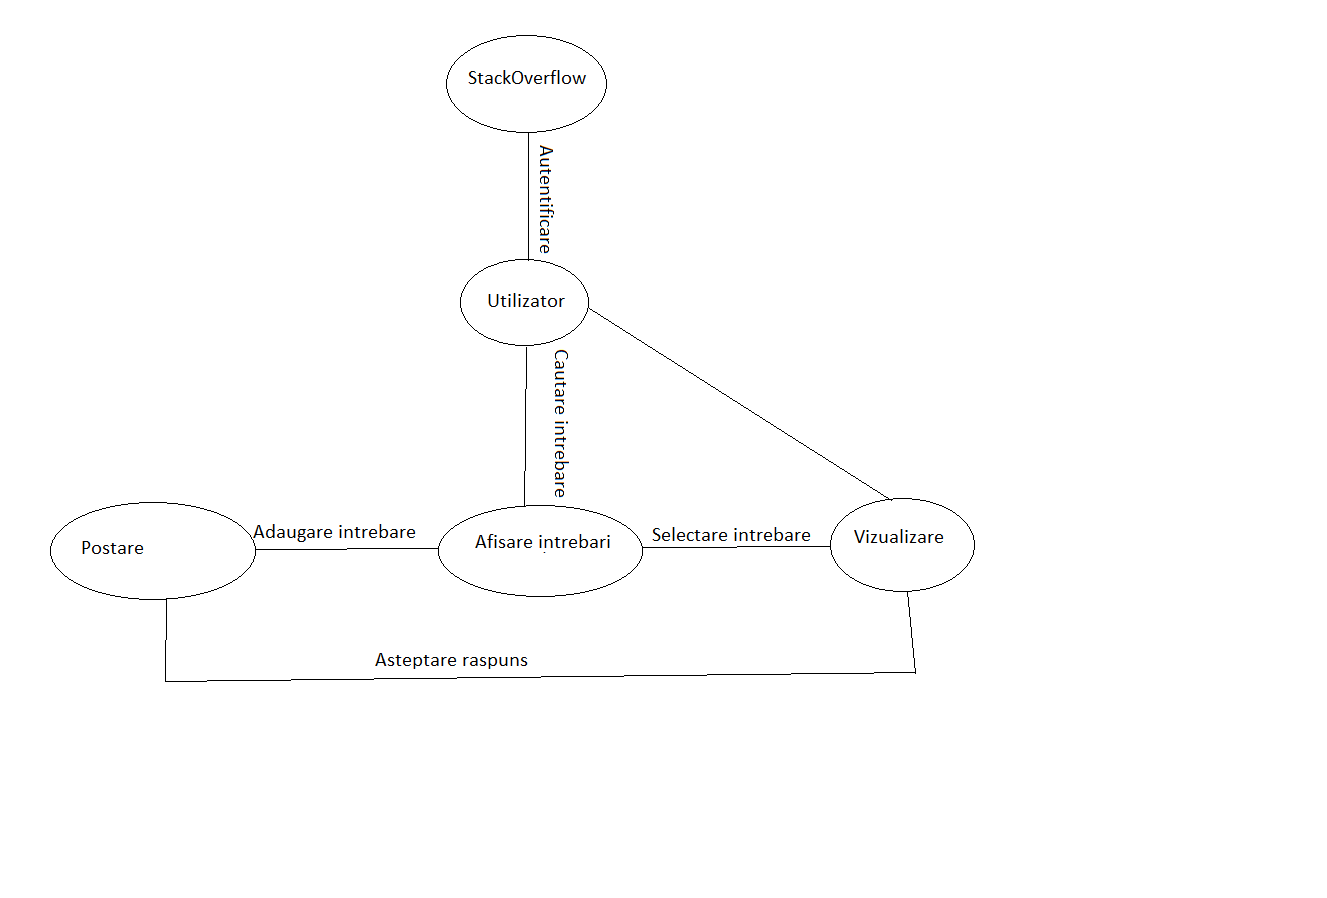 StackOverflow
Autentificare
Utilizator
Cautare intrebare
Postare
Adaugare intrebare
Afisare intrebari
Selectare intrebare
Vizualizare
Asteptare raspuns